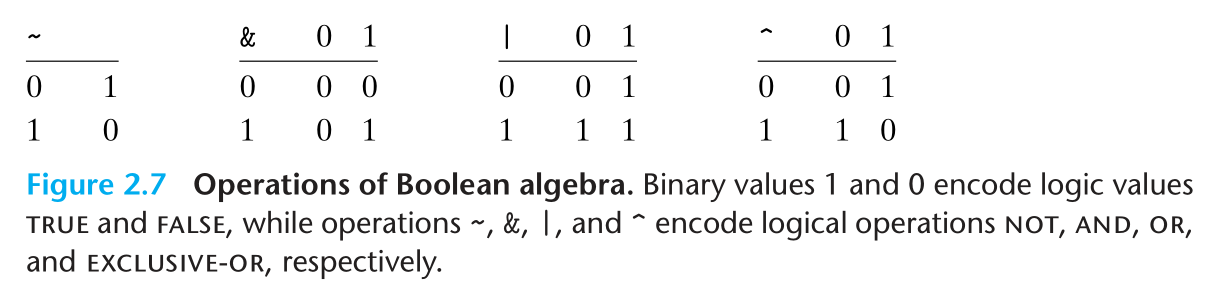 ~ & 0 1 | 0 1 ^ 0 1
0 1 0 0 0 0 0 1 0 0 1
1 0 1 0 1 1 1 1 1 1 0
Figure 2.7 Operations of Boolean algebra. Binary values 1 and 0 encode logic values
TRUE and FALSE, while operations ~, &, |, and ^ encode logical operations NOT, AND, OR,
and EXCLUSIVE-OR, respectively.